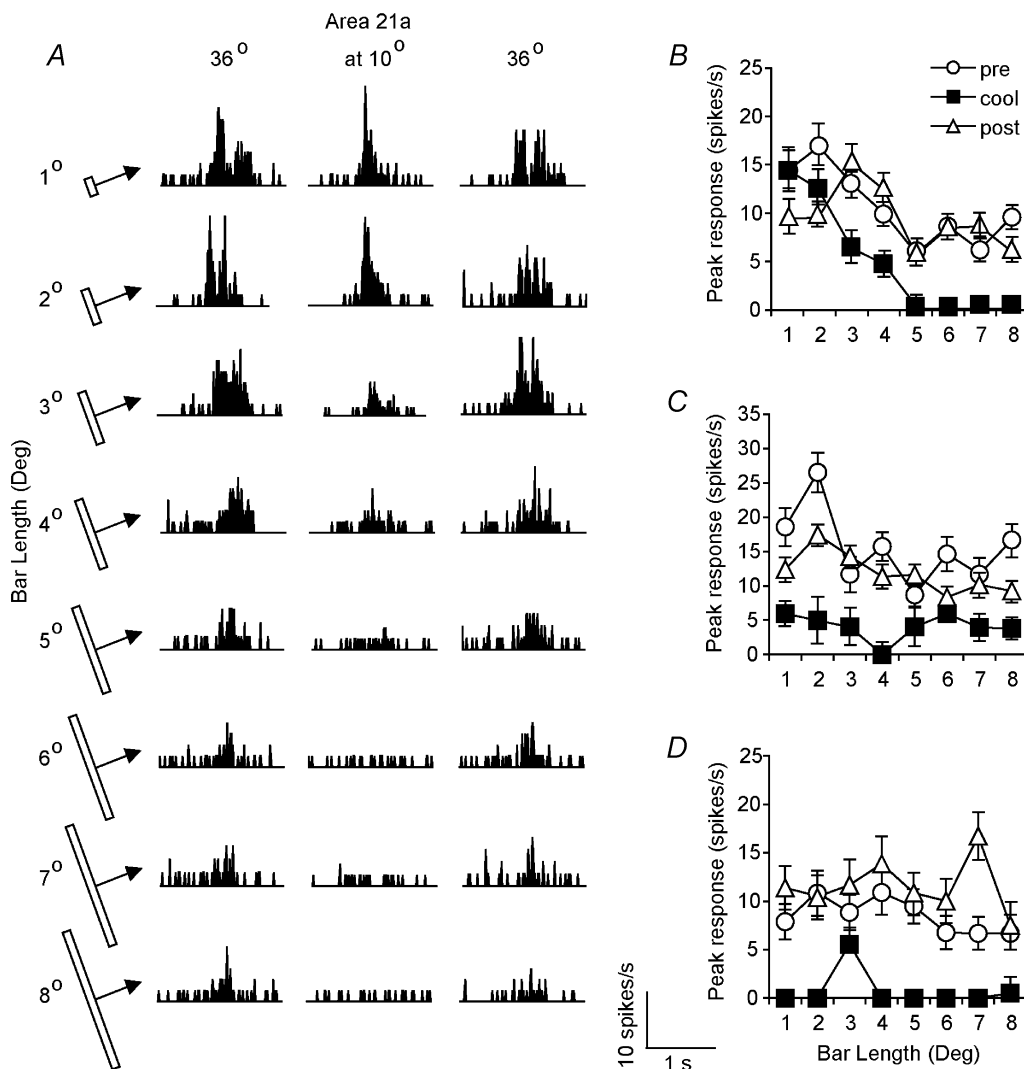 Area 21a
A
36°
at 10°
36°
1°
2°
3°
4°
5°
6°
7°
8°
Bar Length (Deg)
10 spikes/s
1 s
B
25
20
15
10
5
0
1 2 3 4 5 6 7 8
Peak response (spikes/s)
pre
cool
post
C
35
30
25
20
15
10
5
0
1 2 3 4 5 6 7 8
Peak response (spikes/s)
D
25
20
15
10
5
0
1 2 3 4 5 6 7 8
Peak response (spikes/s)
Bar Length (Deg)